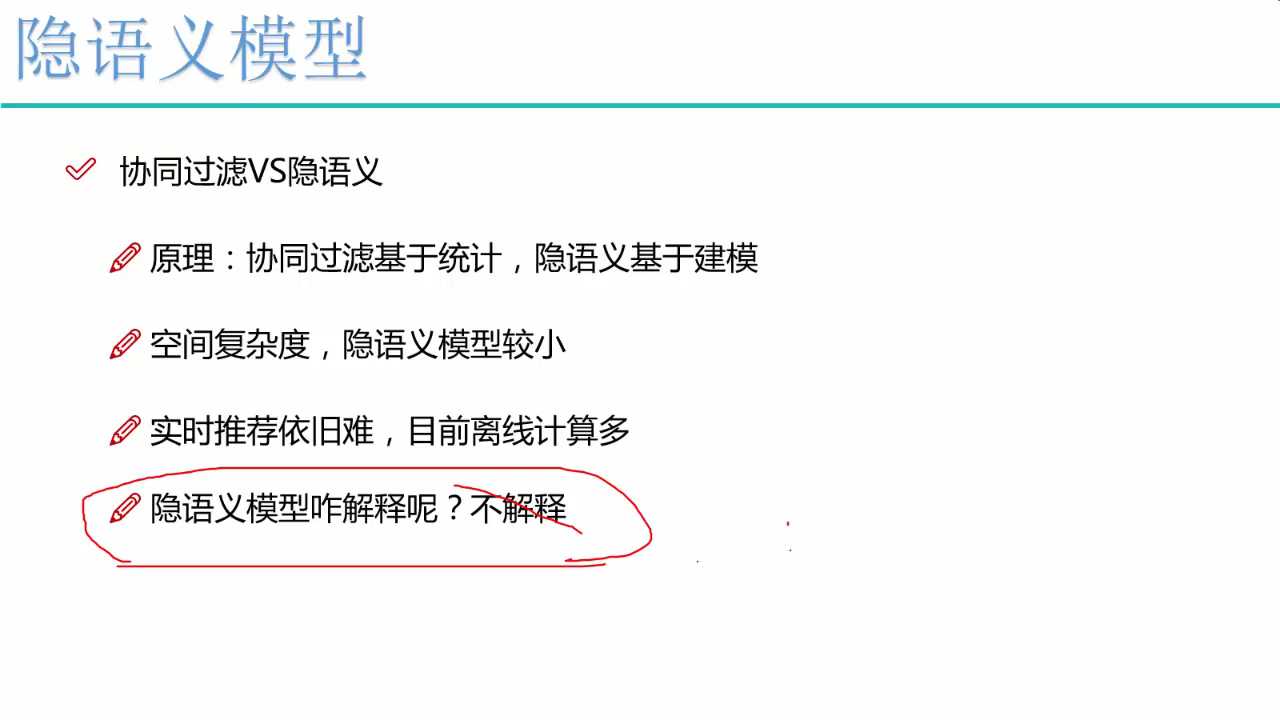 隐语义模型
协同过滤VS隐语义
原理：协同过滤基于统计，隐语义基于建模
空间复杂度，隐语义模型较小
实时推荐依旧难，目前离线计算多
隐语义模型咋解释呢？不解释